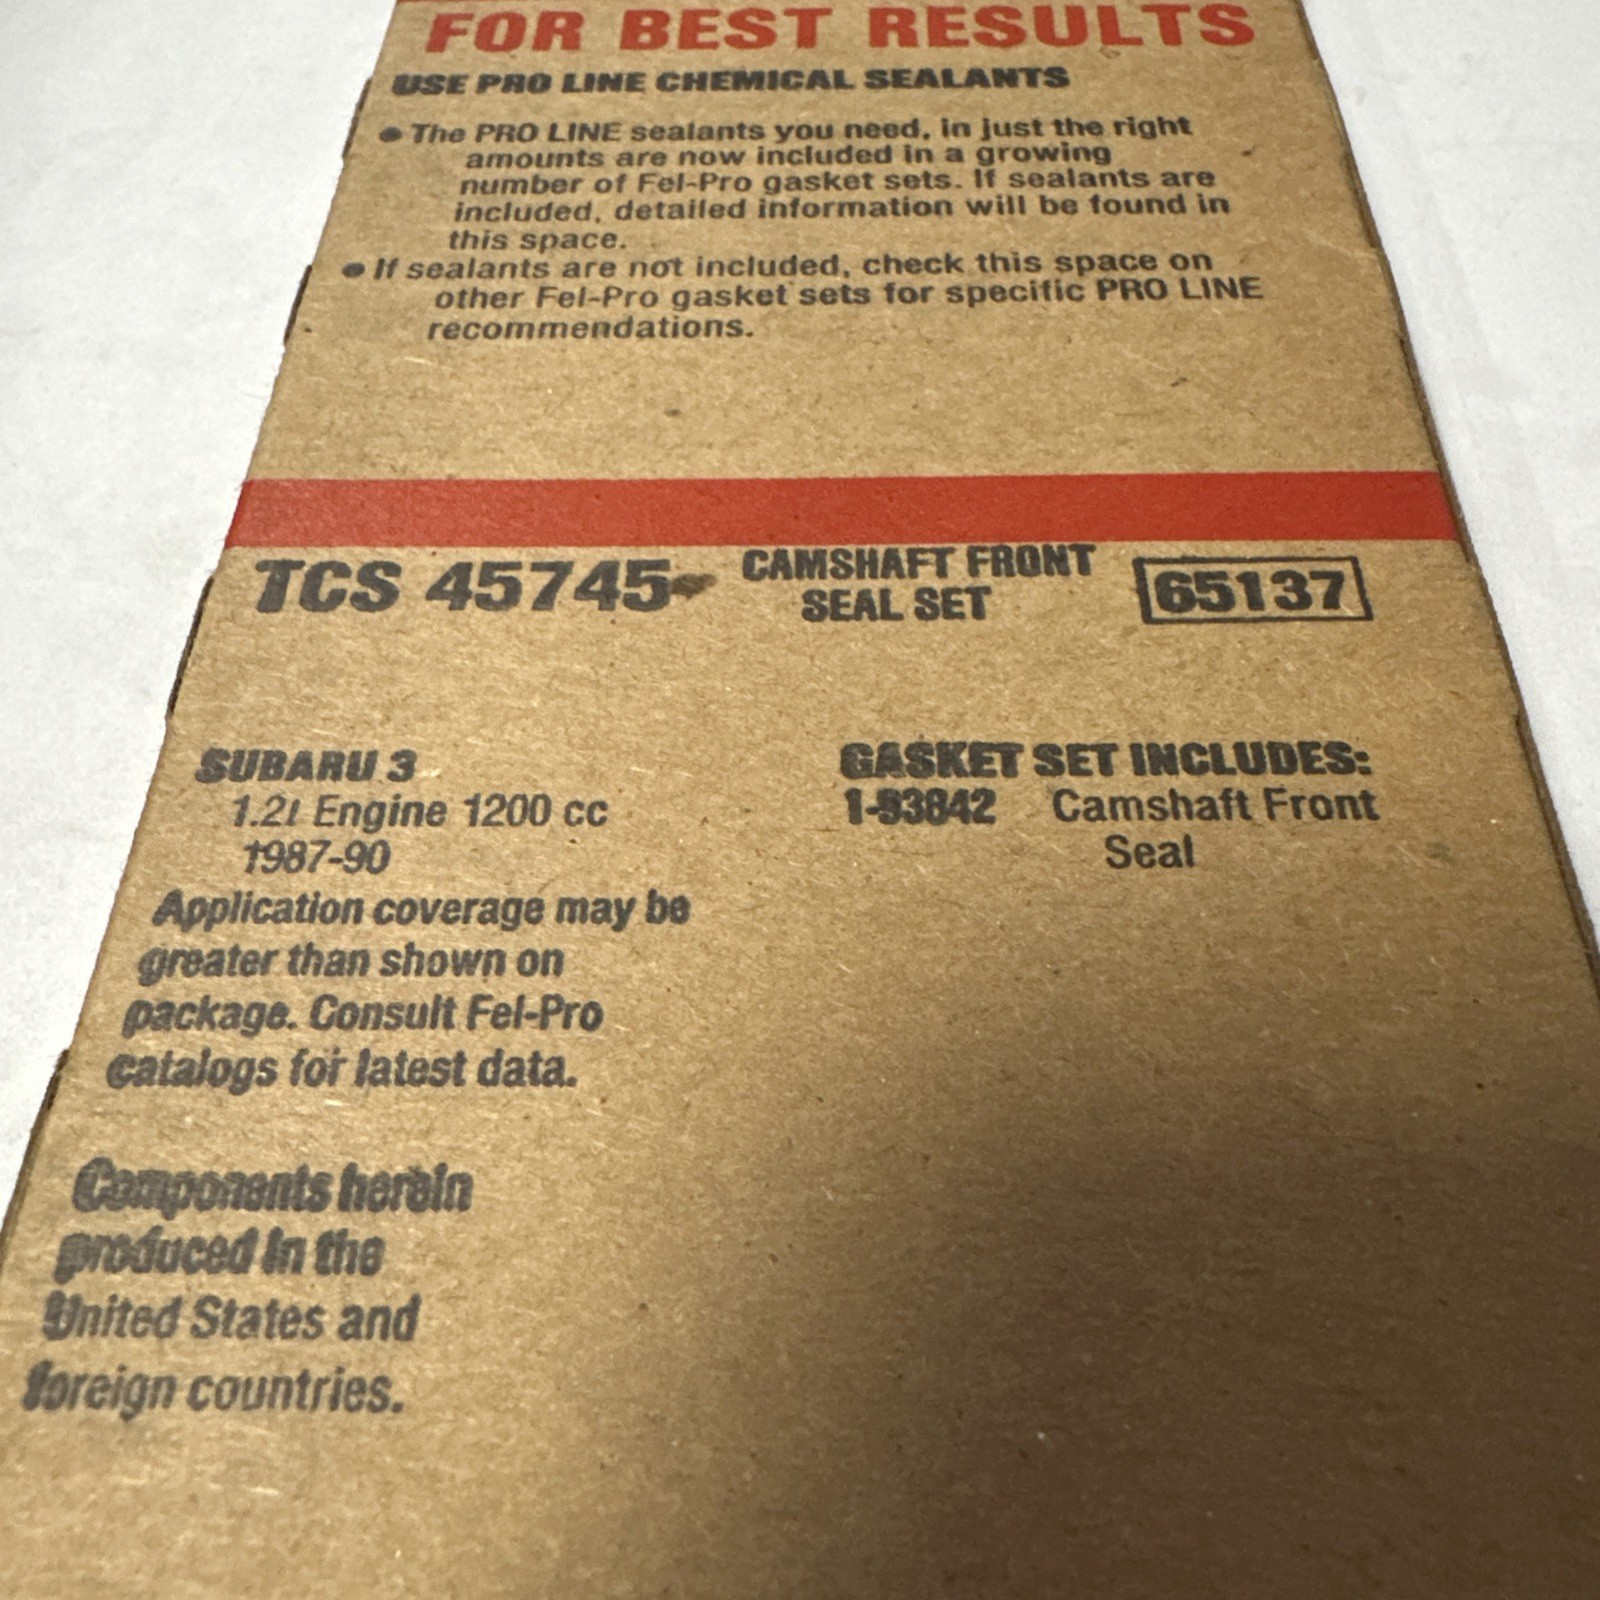 FOR BEST RESULTS
USE PRO LINE CHEMICAL SEALANTS
• The PRO LINE sealants you need, in just the right
amounts are now included in a growing
number of Fel-Pro gasket sets. If sealants are
included, detailed information will be found in
this space.
• If sealants are not included, check this space on
other Fel-Pro gasket sets for specific PRO LINE
recommendations.
TCS 45745
CAMSHAFT FRONT
SEAL SET
65137
SUBARU 3
1.2l Engine 1200 cc
1987-90
Application coverage may be
greater than shown on
package. Consult Fel-Pro
catalogs for latest data.
Components herein
produced in the
United States and
foreign countries.
GASKET SET INCLUDES:
1-93842 Camshaft Front
Seal